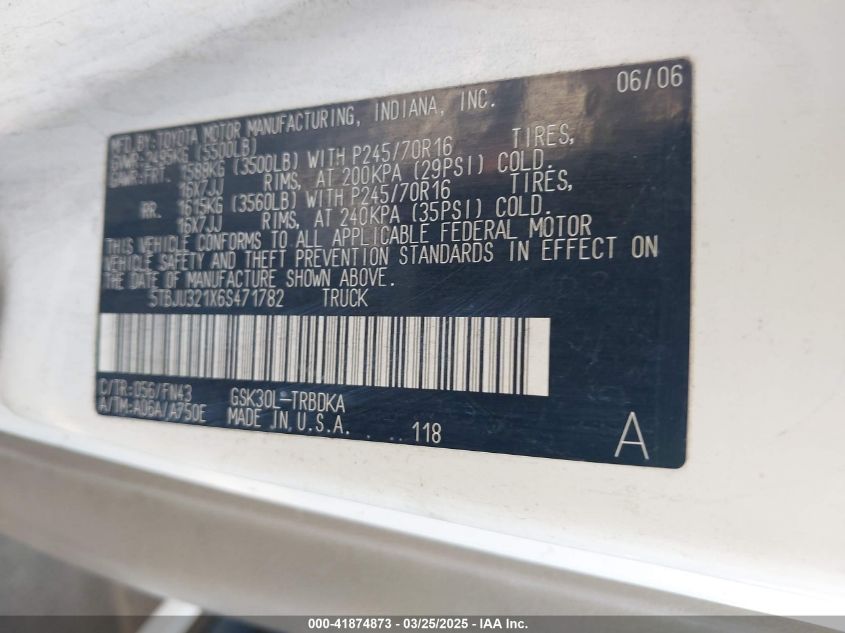 06/06
MFD.BY:TOYOTA MOTOR MANUFACTURING, INDIANA, INC.
GVWR:2495KG (5500LB)
GAWR:FRT. 1588KG (3500LB) WITH P245/70R16 TIRES,
16X7JJ RIMS, AT 200KPA (29PSI) COLD.
RR. 1615KG (3560LB) WITH P245/70R16 TIRES,
16X7JJ RIMS, AT 240KPA (35PSI) COLD.
THIS VEHICLE CONFORMS TO ALL APPLICABLE FEDERAL MOTOR
VEHICLE SAFETY AND THEFT PREVENTION STANDARDS IN EFFECT ON
THE DATE OF MANUFACTURE SHOWN ABOVE.
5TBJU321X6S471782 TRUCK
C/TR:056/FN43 GSK30L-TRBDKA
A/TM:A06A/A750E MADE IN U.S.A. . ..118
A
000-41874873 - 03/25/2025 - IAA Inc.